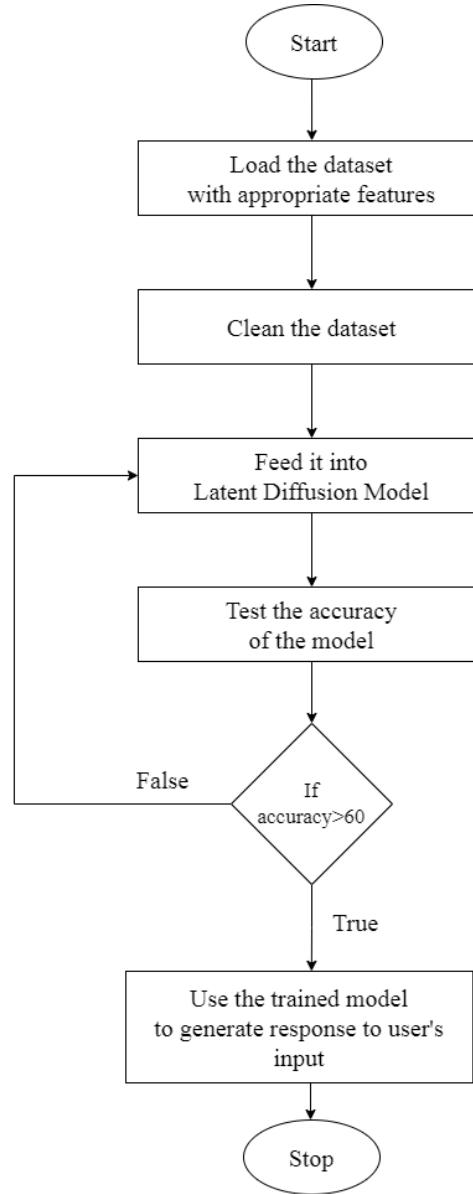 Start
Load the dataset
with appropriate features
Clean the dataset
Feed it into
Latent Diffusion Model
Test the accuracy
of the model
False
If
accuracy>60
True
Use the trained model
to generate response to user's
input
Stop